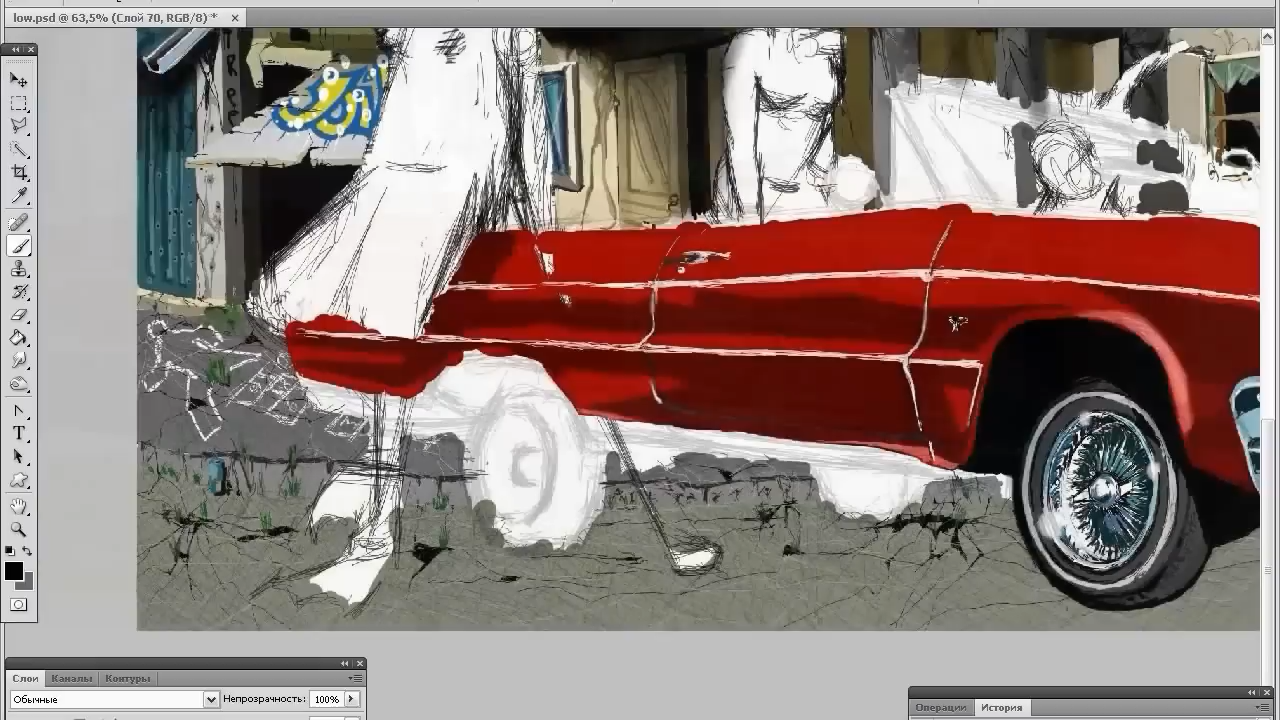 low.psd @ 63,5% (Слой 70, RGB/8) *
Слои Каналы Контуры
Обычные Непрозрачность: 100%
Операции История